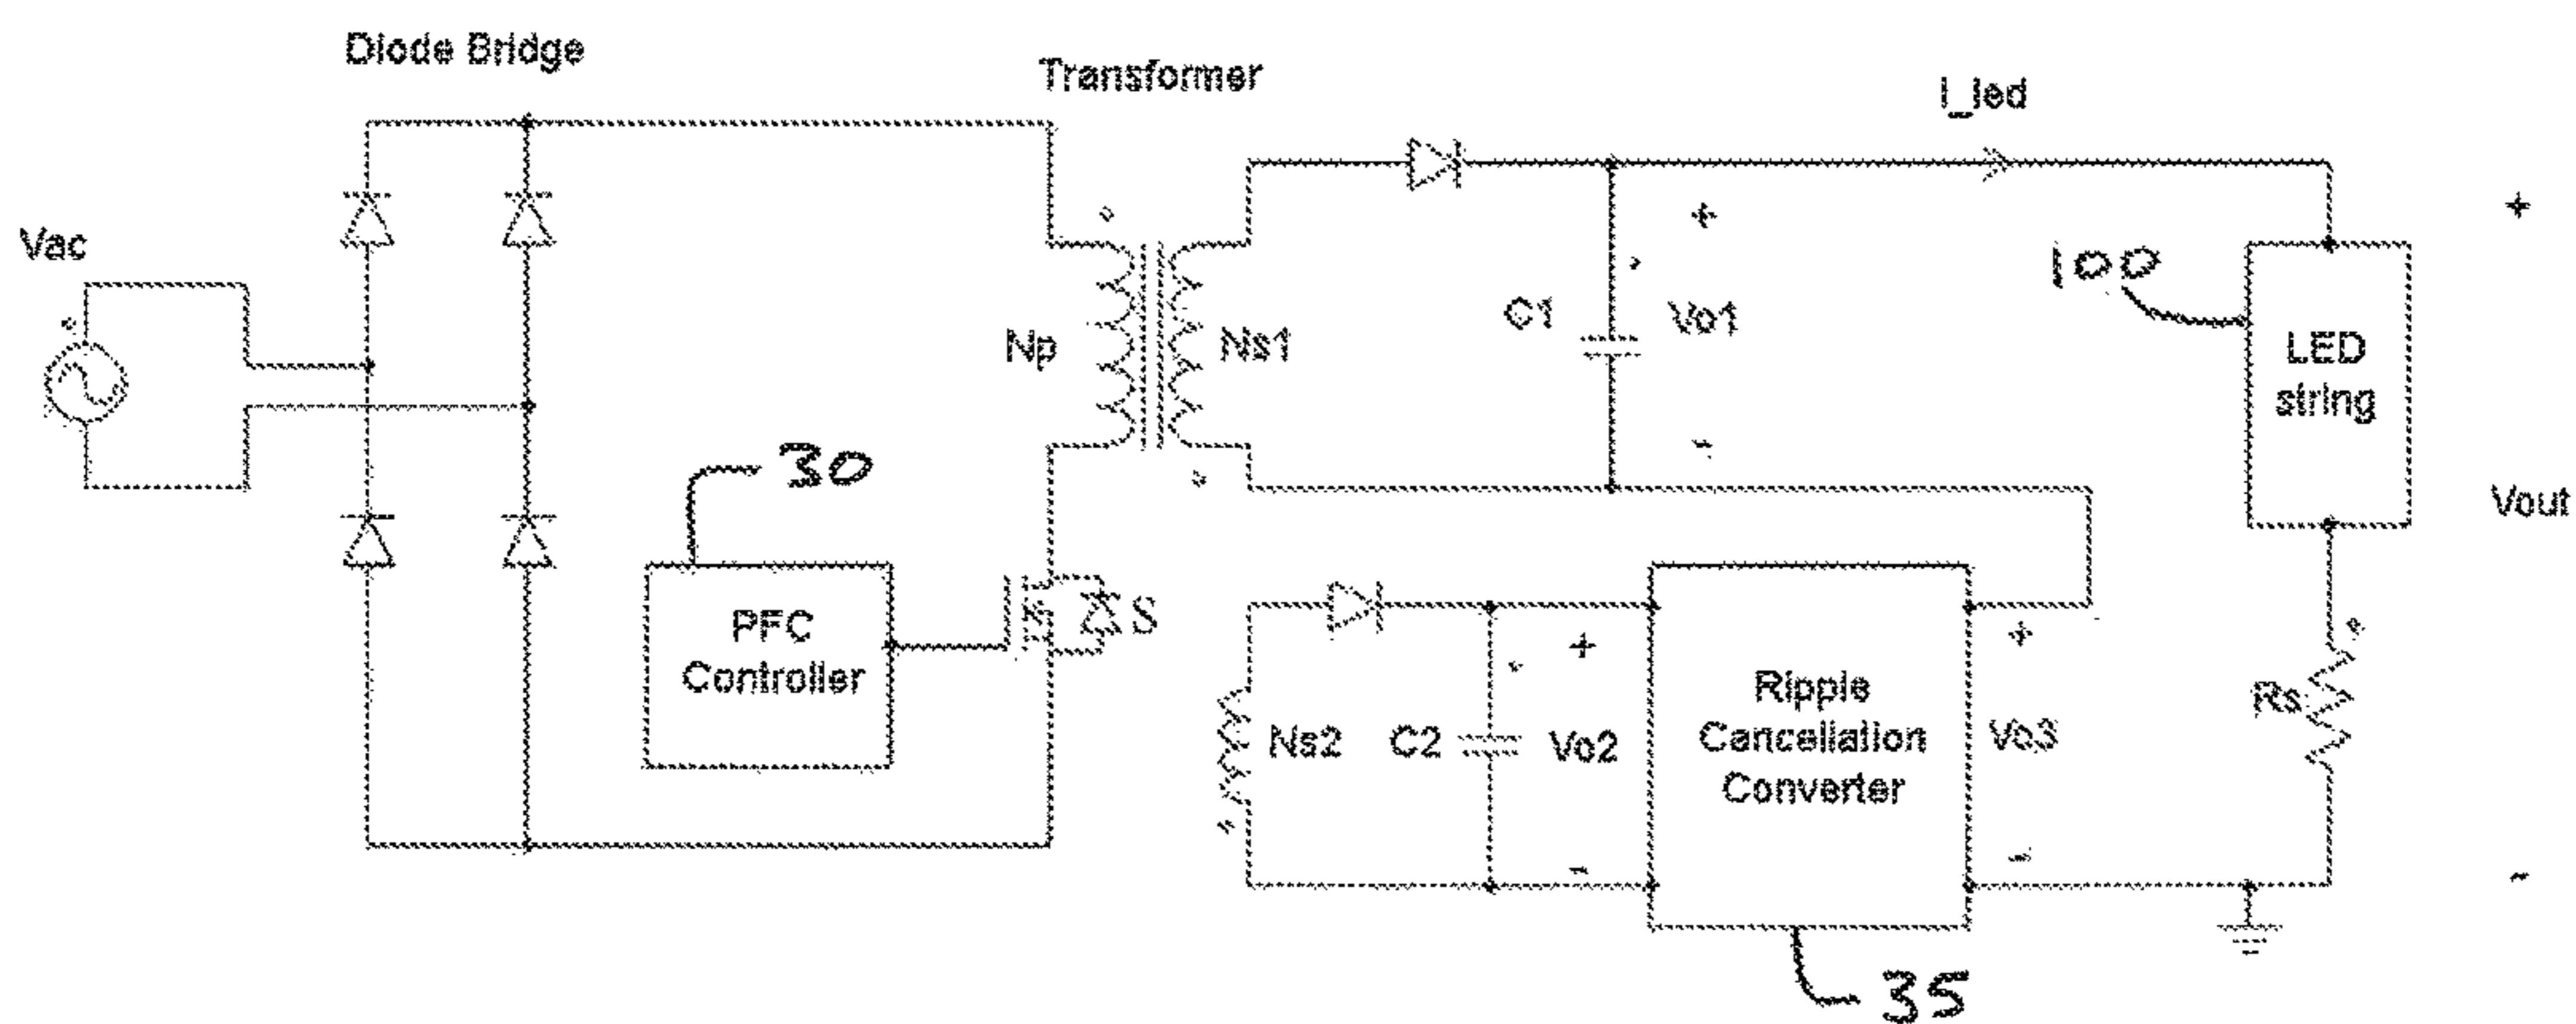 Diode Bridge
Transformer
I_led
Vac
+
+
100
C1
Vo1
Np
Ns1
LED
string
-
30
Vout
PFC
Controller
S
+
+
Ripple
Cancellation
Converter
Rs
Ns2
C2
Vo2
Vo3
-
-
-
35